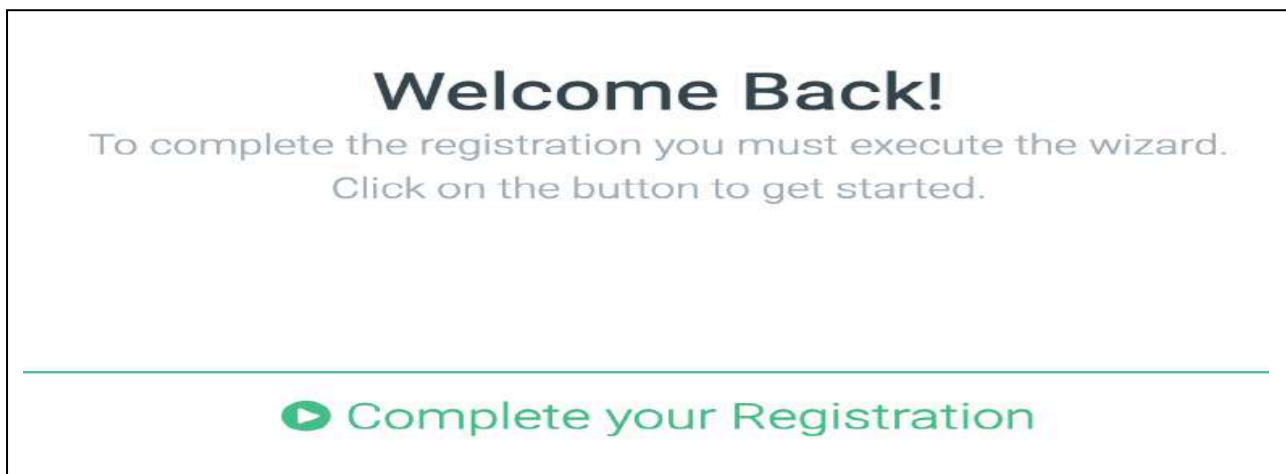 Welcome Back!
To complete the registration you must execute the wizard.
Click on the button to get started.
Complete your Registration